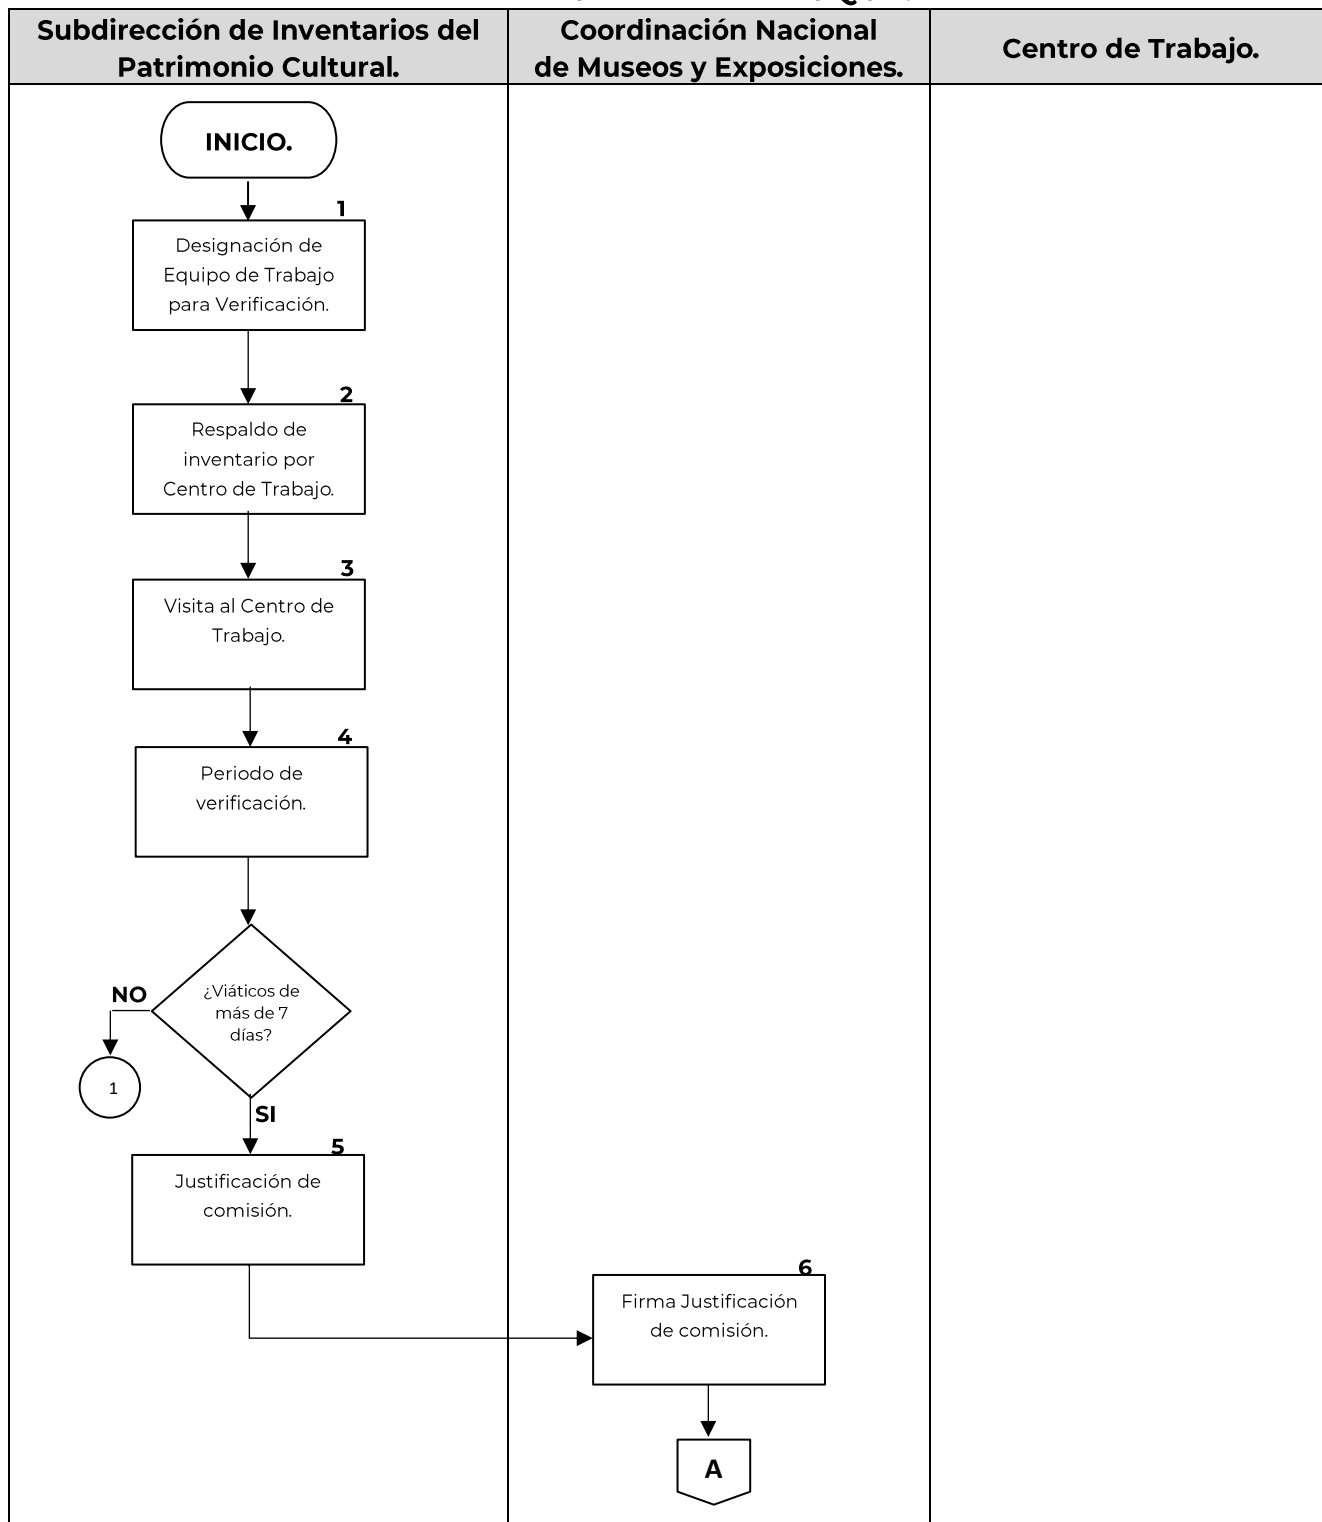 Subdirección de Inventarios del
Patrimonio Cultural.
Coordinación Nacional
de Museos y Exposiciones.
Centro de Trabajo.
INICIO.
1
Designación de
Equipo de Trabajo
para Verificación.
2
Respaldo de
inventario por
Centro de Trabajo.
3
Visita al Centro de
Trabajo.
4
Periodo de
verificación.
¿Viáticos de
más de 7
días?
NO
1
SI
5
Justificación de
comisión.
6
Firma Justificación
de comisión.
A